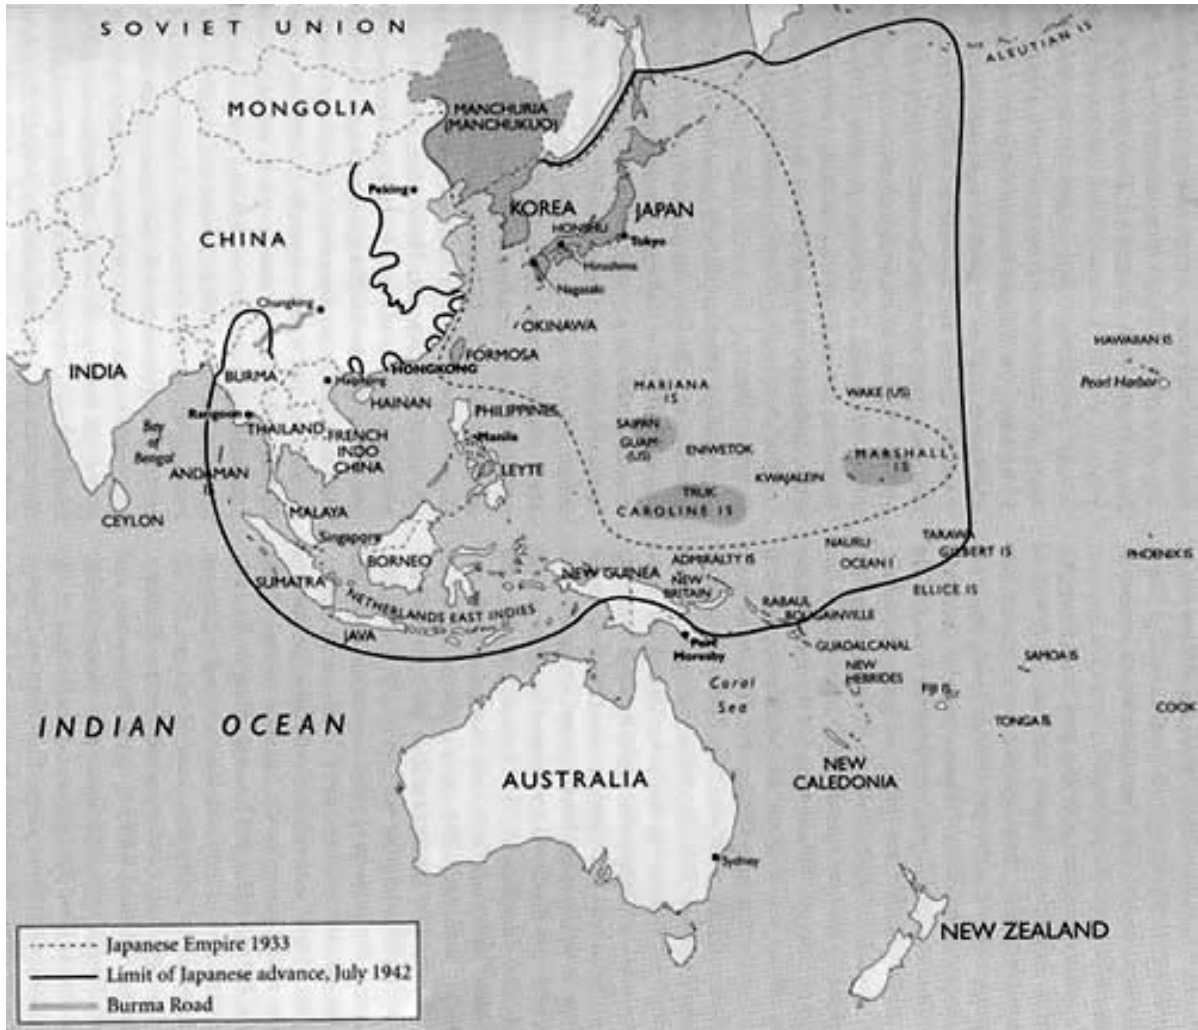 SOVIET UNION
ALEUTIAN IS
MONGOLIA
MANCHURIA
(MANCHUKUO)
Peking
KOREA
JAPAN
HONSHU
Tokyo
CHINA
Hiroshima
Nagasaki
Chungking
OKINAWA
FORMOSA
HAWAIIAN IS
INDIA
BURMA
HONGKONG
Haiphong
Pearl Harbor
HAINAN
MARIANA
IS
WAKE (US)
Rangoon
PHILIPPINES
THAILAND
Manila
SAIPAN
GUAM
(US)
Bay
of
Bengal
FRENCH
INDO
CHINA
ENIWETOK
MARSHALL
IS
ANDAMAN
IS
LEYTE
KWAJALEIN
TRUK
CAROLINE IS
CEYLON
MALAYA
Singapore
BORNEO
NAURU
TARAWA
GILBERT IS
PHOENIX IS
SUMATRA
NEW GUINEA
ADMIRALTY IS
OCEAN I
NEW
BRITAIN
ELLICE IS
NETHERLANDS EAST INDIES
RABAUL
BOUGAINVILLE
JAVA
Port
Moresby
GUADALCANAL
SAMOA IS
NEW
HEBRIDES
Coral
Sea
FIJI IS
COOK
TONGA IS
INDIAN OCEAN
AUSTRALIA
NEW
CALEDONIA
Sydney
NEW ZEALAND
Japanese Empire 1933
Limit of Japanese advance, July 1942
Burma Road